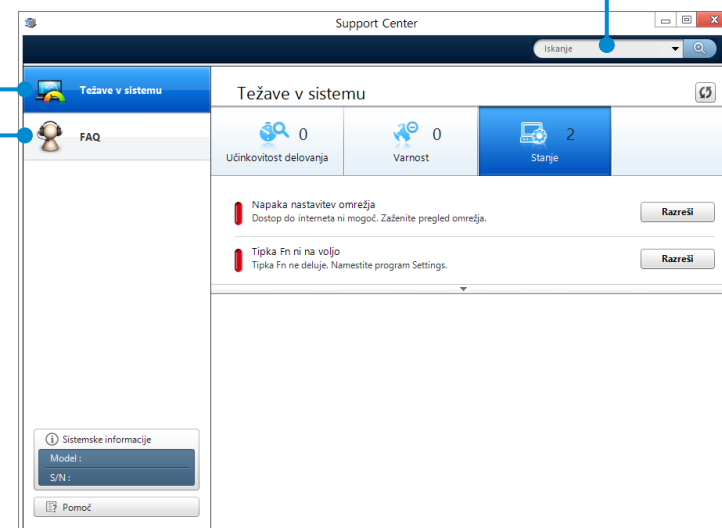 Support Center
Iskanje
Težave v sistemu
FAQ
Težave v sistemu
0
Učinkovitost delovanja
0
Varnost
2
Stanje
Napaka nastavitev omrežja
Dostop do interneta ni mogoč. Zaženite pregled omrežja.
Razreši
Tipka Fn ni na voljo
Tipka Fn ne deluje. Namestite program Settings.
Razreši
Sistemske informacije
Model :
S/N :
Pomoč